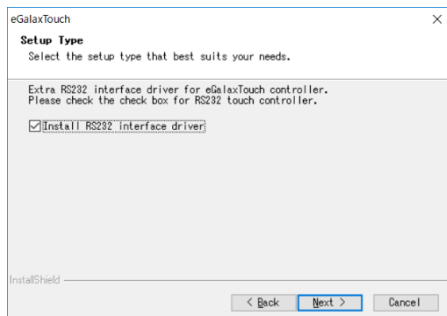 eGalaxTouch
Setup Type
Select the setup type that best suits your needs.
Extra RS232 interface driver for eGalaxTouch controller.
Please check the check box for RS232 touch controller.
Install RS232 interface driver
InstallShield
< Back
Next >
Cancel